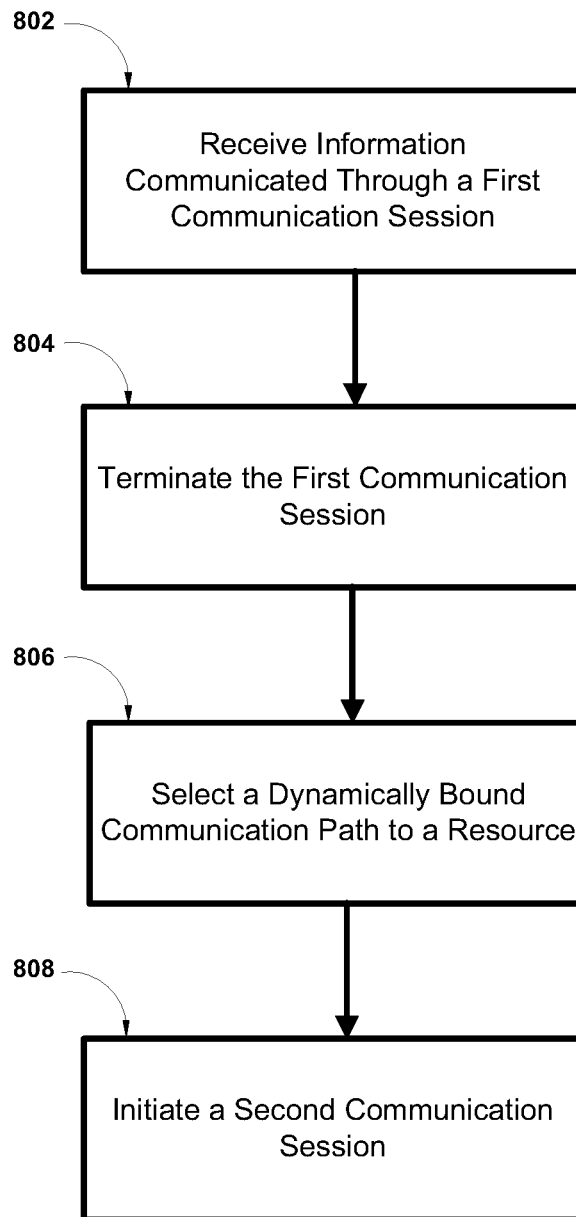 802
Receive Information
Communicated Through a First
Communication Session
804
Terminate the First Communication
Session
806
Select a Dynamically Bound
Communication Path to a Resource
808
Initiate a Second Communication
Session